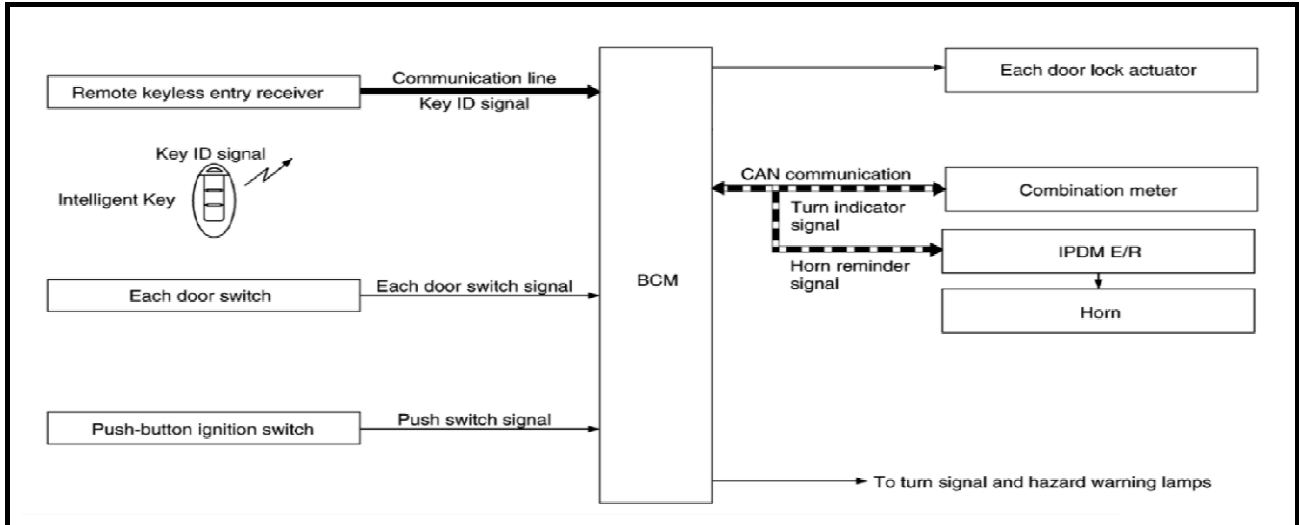 Remote keyless entry receiver
Communication line
Key ID signal
Key ID signal
Intelligent Key
Each door switch
Each door switch signal
Push-button ignition switch
Push switch signal
BCM
Each door lock actuator
CAN communication
Turn indicator
signal
Combination meter
Horn reminder
signal
IPDM E/R
Horn
To turn signal and hazard warning lamps